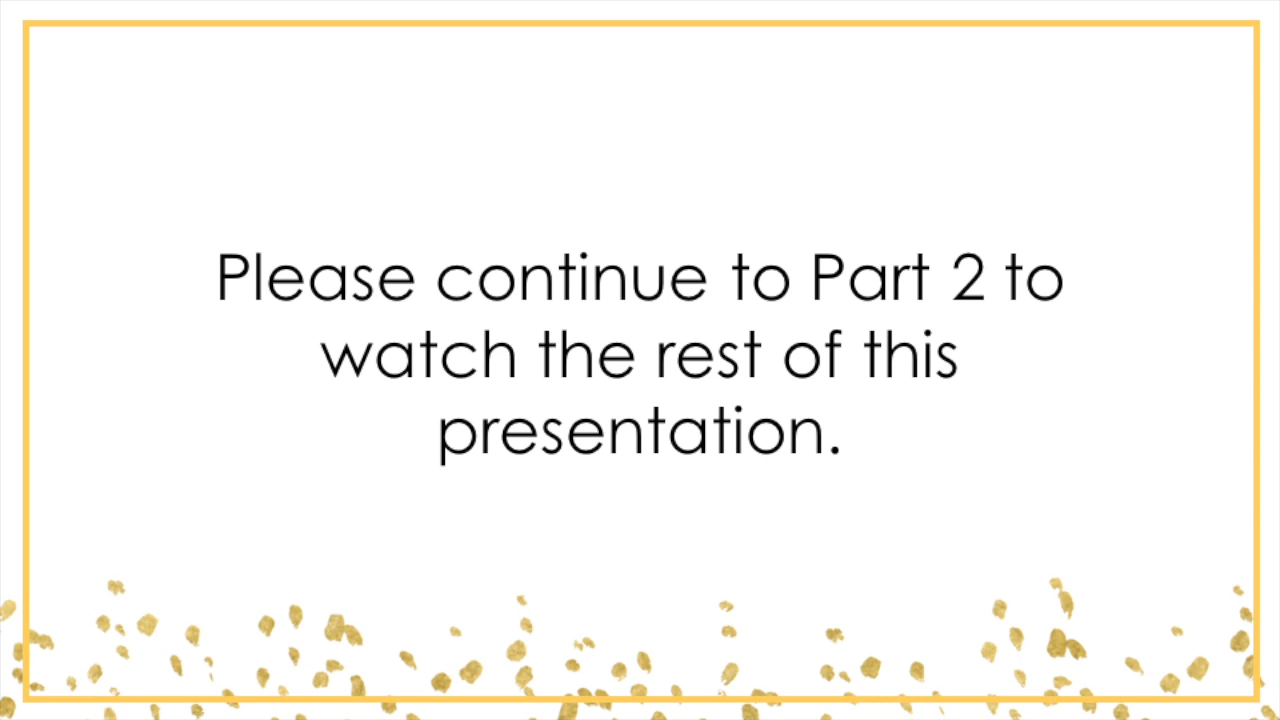 Please continue to Part 2 to
watch the rest of this
presentation.